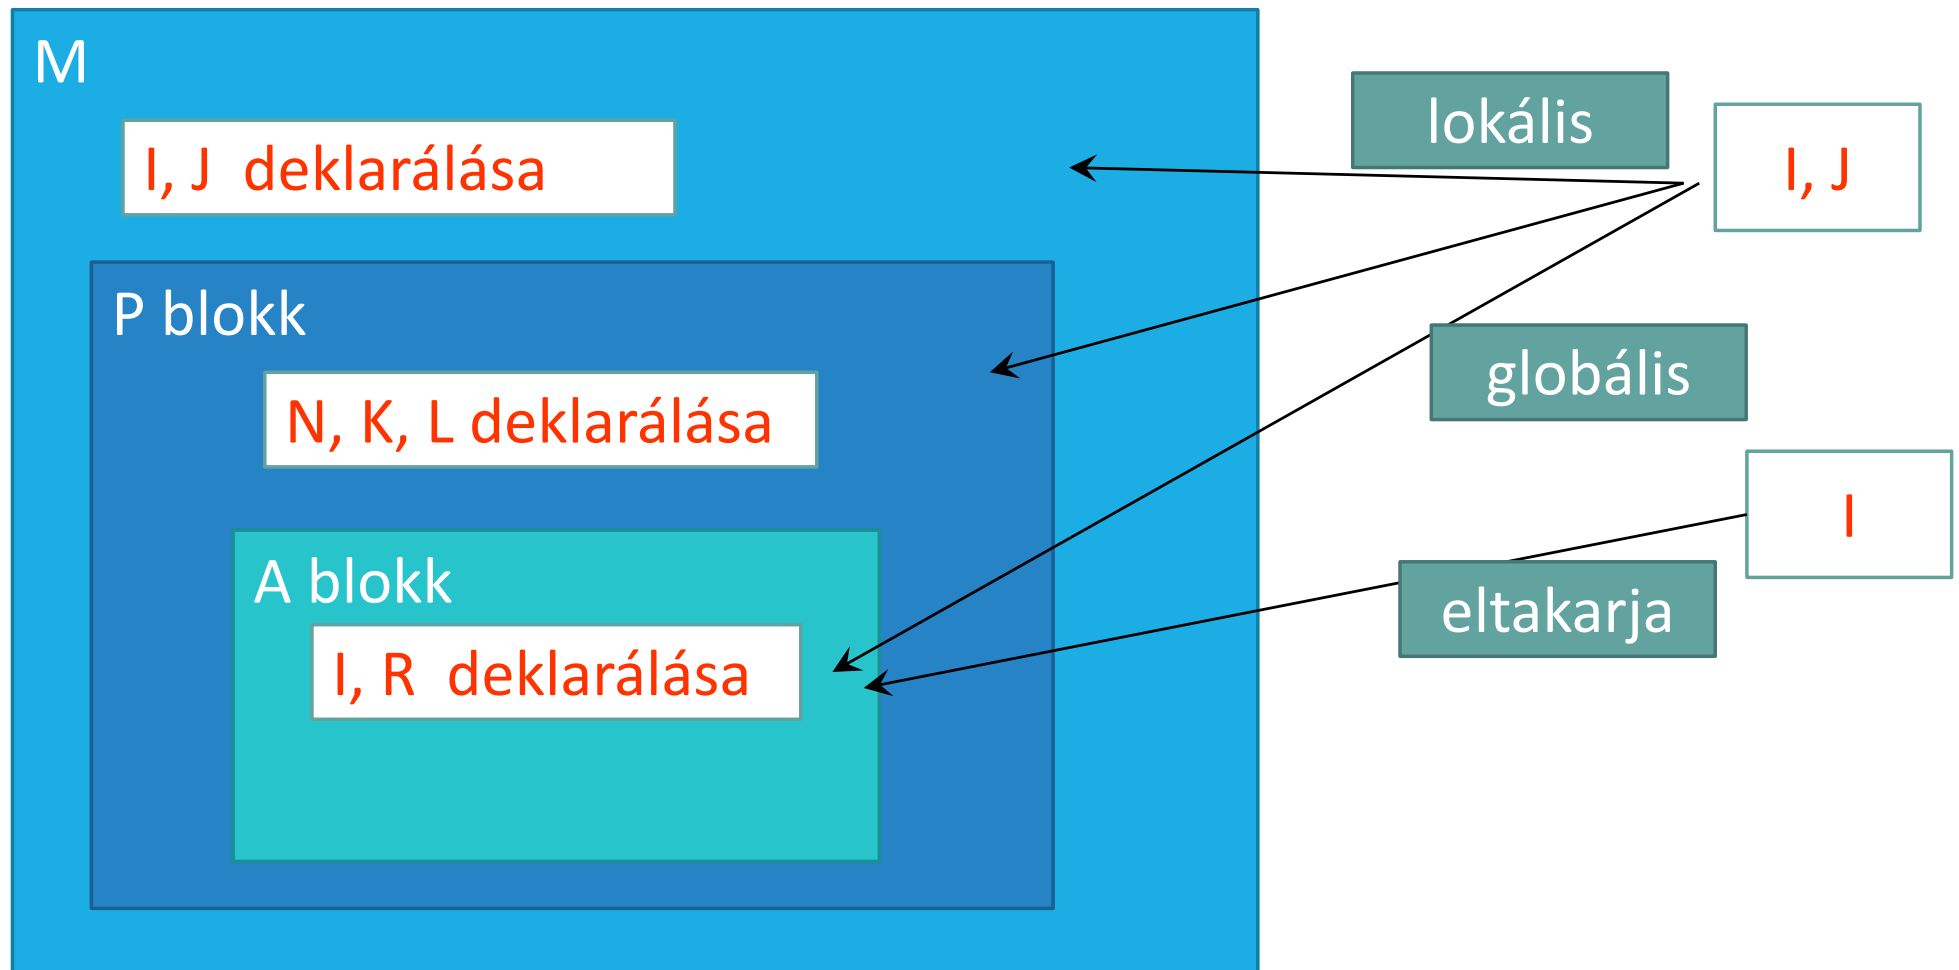 M
I, J deklarálása
P blokk
N, K, L deklarálása
A blokk
I, R deklarálása
lokális
I, J
globális
I
eltakarja